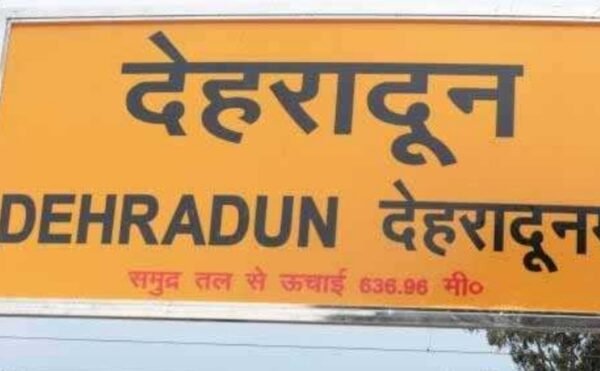 देहरादून
DEHRADUN देहरादून
समुद्र तल से ऊचाई 636.96 मी०